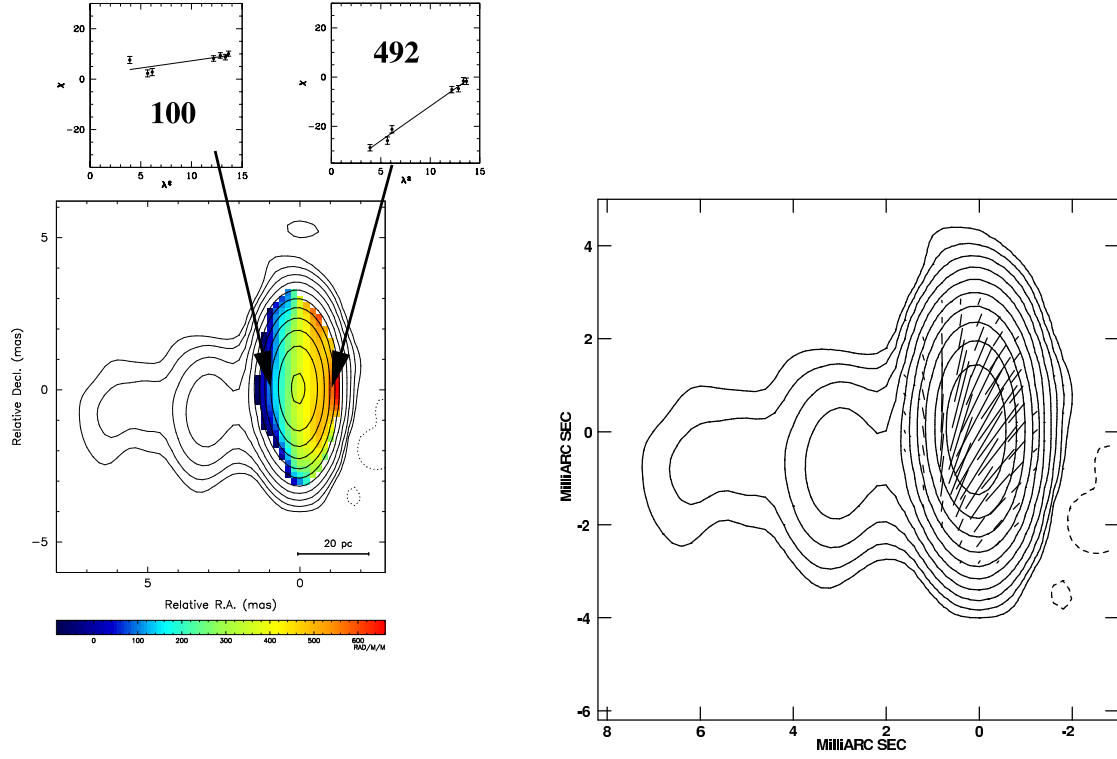 20
0
−20
χ
100
0 5 10 15
λ²
20
0
−20
χ
492
0 5 10 15
λ²
5
0
−5
Relative Decl. (mas)
20 pc
5 0
Relative R.A. (mas)
0 100 200 300 400 500 600
RAD/M/M
4
2
0
-2
-4
-6
MilliARC SEC
8 6 4 2 0 -2
MilliARC SEC